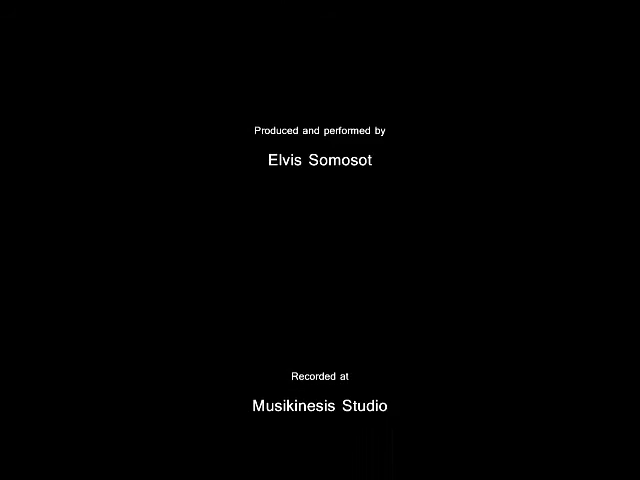 Produced and performed by
Elvis Somosot
Recorded at
Musikinesis Studio